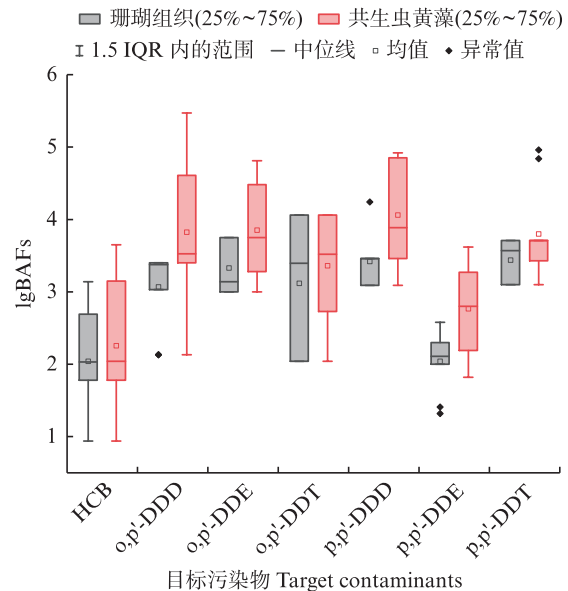 珊瑚组织(25%~75%) 共生虫黄藻(25%~75%)
1.5 IQR 内的范围 中位线 均值 异常值
6
5
4
3
2
1
lgBAFs
HCB o,p'-DDD o,p'-DDE o,p'-DDT p,p'-DDD p,p'-DDE p,p'-DDT
目标污染物 Target contaminants